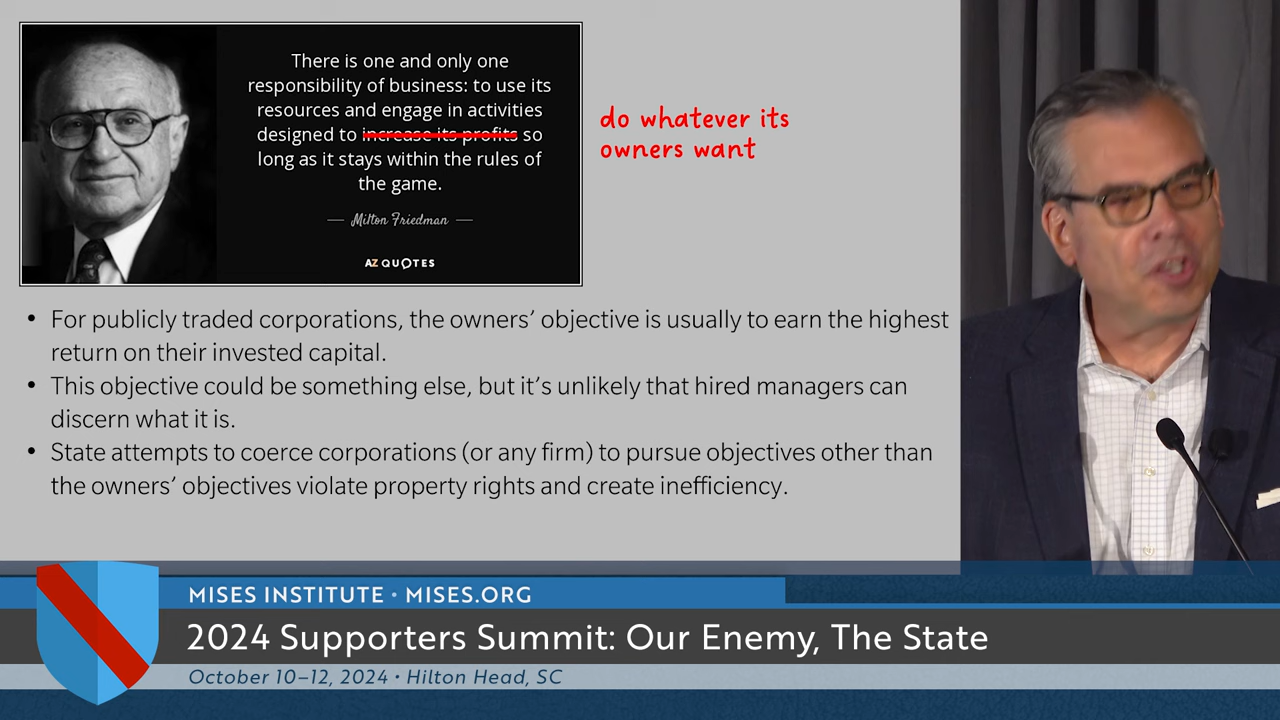 There is one and only one
responsibility of business: to use its
resources and engage in activities
designed to increase its profits so
long as it stays within the rules of
the game.
Milton Friedman
AZ QUOTES
do whatever its
owners want
• For publicly traded corporations, the owners’ objective is usually to earn the highest
return on their invested capital.
• This objective could be something else, but it’s unlikely that hired managers can
discern what it is.
• State attempts to coerce corporations (or any firm) to pursue objectives other than
the owners’ objectives violate property rights and create inefficiency.
MISES INSTITUTE • MISES.ORG
2024 Supporters Summit: Our Enemy, The State
October 10–12, 2024 • Hilton Head, SC